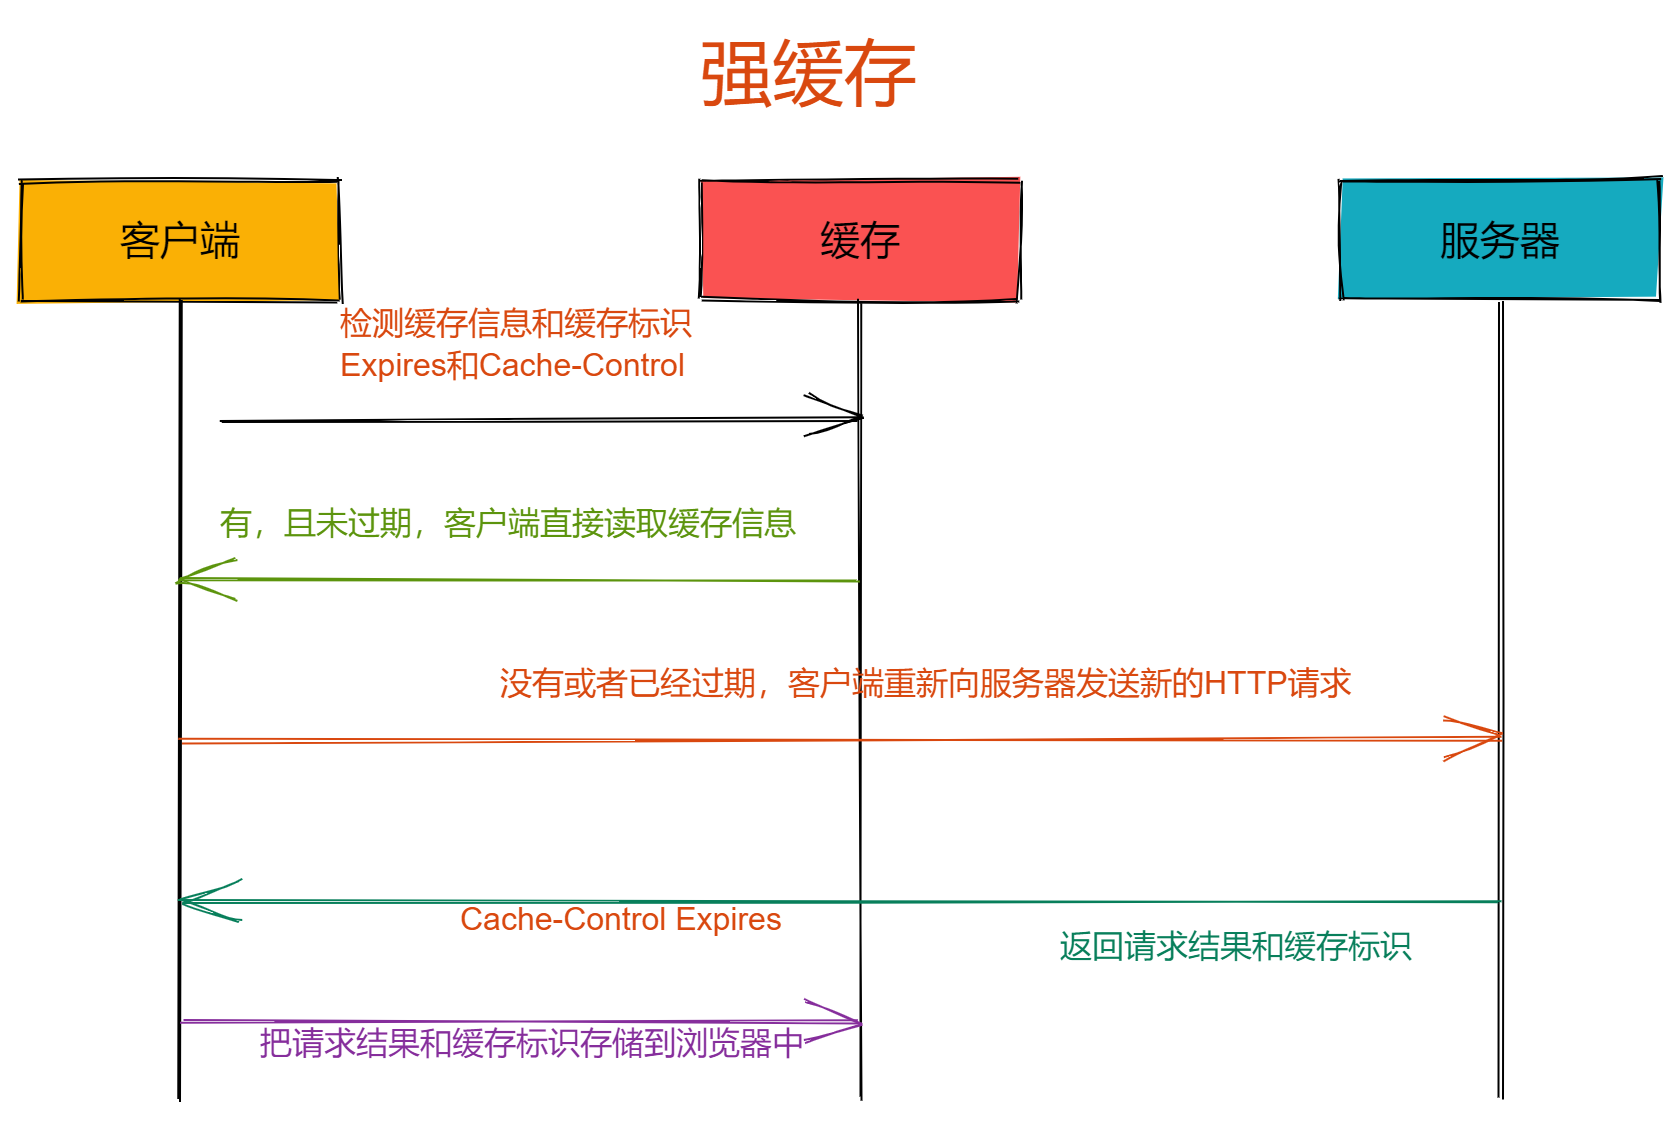 强缓存
客户端
缓存
服务器
检测缓存信息和缓存标识
Expires和Cache-Control
有，且未过期，客户端直接读取缓存信息
没有或者已经过期，客户端重新向服务器发送新的HTTP请求
Cache-Control Expires
返回请求结果和缓存标识
把请求结果和缓存标识存储到浏览器中